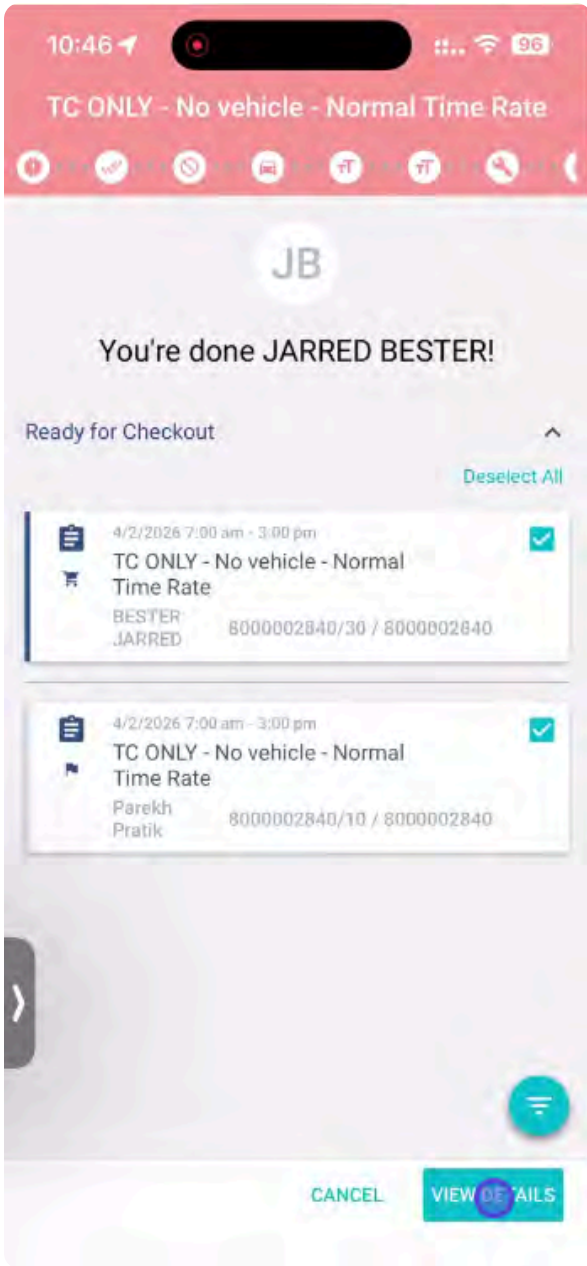 10:46
96
TC ONLY - No vehicle - Normal Time Rate
JB
You're done JARRED BESTER!
Ready for Checkout
Deselect All
4/2/2026 7:00 am - 3:00 pm
TC ONLY - No vehicle - Normal
Time Rate
BESTER
JARRED
8000002840/30 / 8000002840
4/2/2026 7:00 am - 3:00 pm
TC ONLY - No vehicle - Normal
Time Rate
Parekh
Pratik
8000002840/10 / 8000002840
CANCEL
VIEW DETAILS